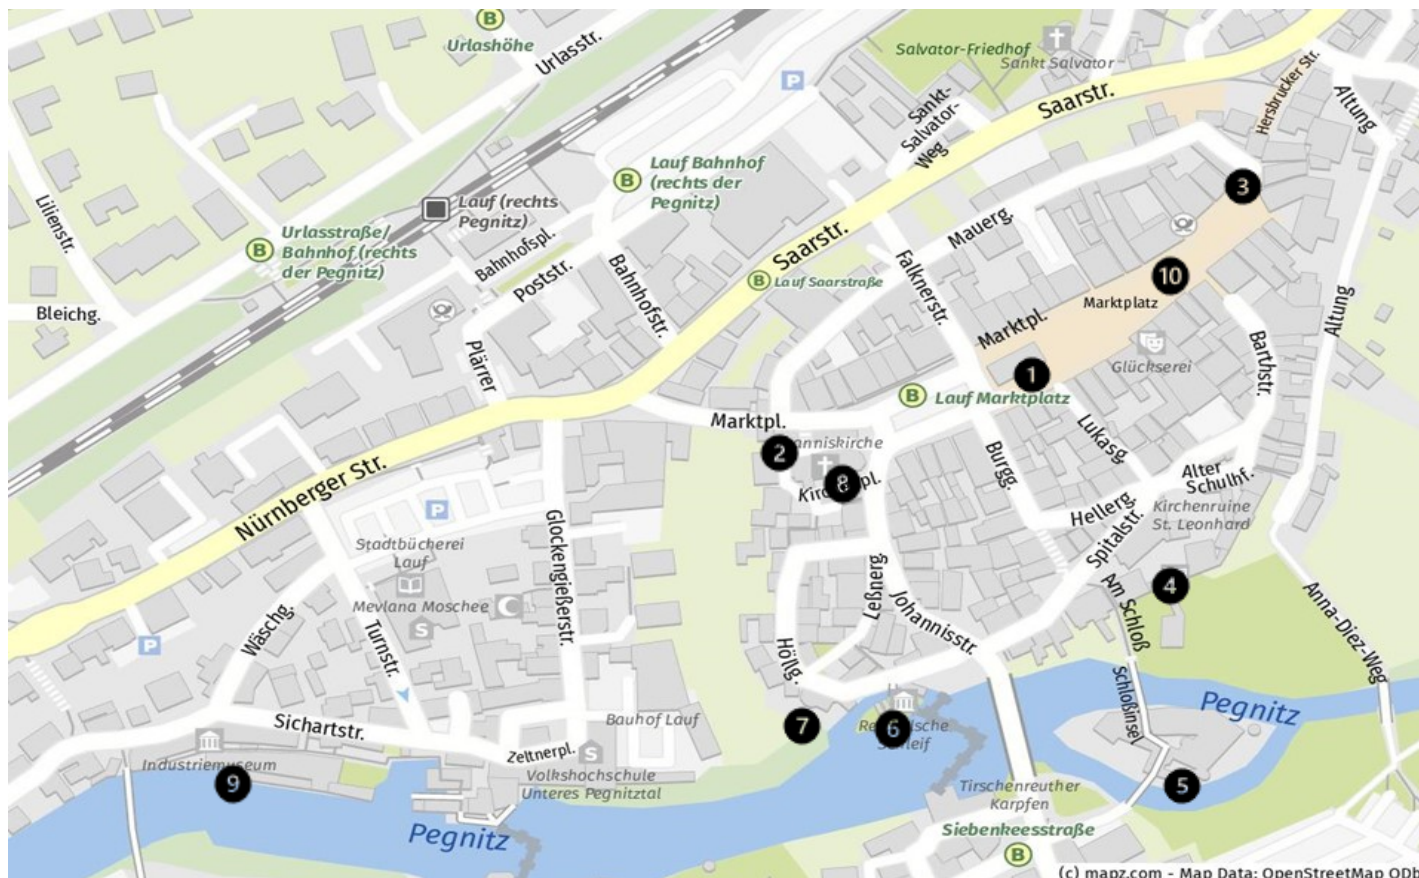 B
Urlashöhe
Urlasstr.
P
Salvator-Friedhof
Sankt Salvator
Saarstr.
Hersbrucker Str.
Altung
Sankt-
Salvator-
Weg
3
Lilienstr.
B
Lauf Bahnhof
(rechts der
Pegnitz)
Lauf (rechts
Pegnitz)
B
Urlasstraße/
Bahnhof (rechts
der Pegnitz)
Bahnhofspl.
Poststr.
Bahnhofstr.
Saarstr.
Mauerg.
Falknerstr.
B
Lauf Saarstraße
10
Marktplatz
Marktpl.
Altung
Bleichg.
Plärrer
Glückserei
Barthstr.
1
B
Lauf Marktplatz
Marktpl.
2
8
Lukasg
Burgg.
Alter
Schulhf.
Hellerg.
Spitalstr.
Kirchenruine
St. Leonhard
Nürnberger Str.
P
Stadtbücherei
Lauf
Mevlana Moschee
S
Glockengießerstr.
4
Am Schloß
Anna-Diez-Weg
Leßnerg
Johannisstr.
Höllg.
P
Wäschg.
Turnstr.
Sichartstr.
Bauhof Lauf
7
6
Schloßinsel
Pegnitz
Zeltnerpl.
S
Volkshochschule
Unteres Pegnitztal
Industriemuseum
9
5
Tirschenreuther
Karpfen
Pegnitz
Siebenkeesstraße
B
(c) mapz.com - Map Data: OpenStreetMap ODb